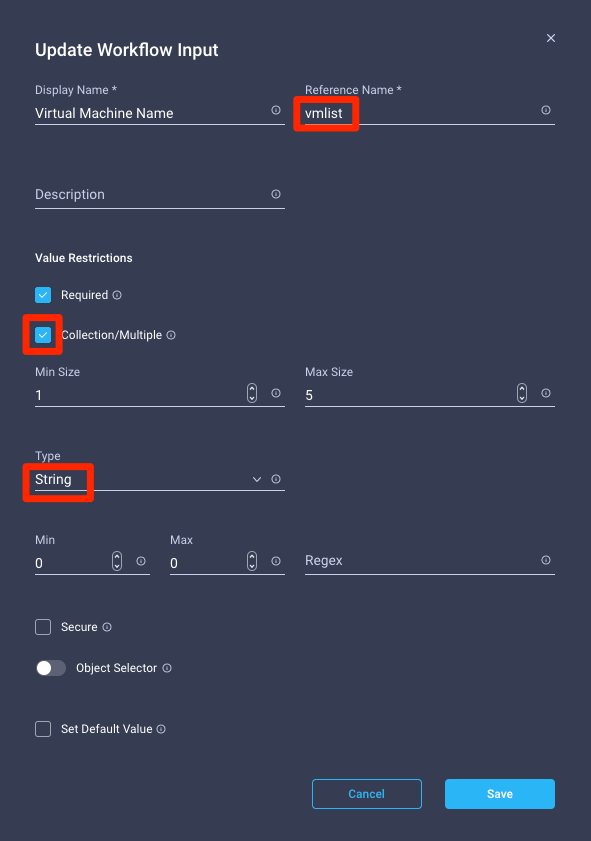 Update Workflow Input
Display Name *
Reference Name *
Virtual Machine Name
vmlist
Description
Value Restrictions
Required
Collection/Multiple
Min Size
Max Size
1
5
Type
String
Min
Max
0
0
Regex
Secure
Object Selector
Set Default Value
Cancel
Save